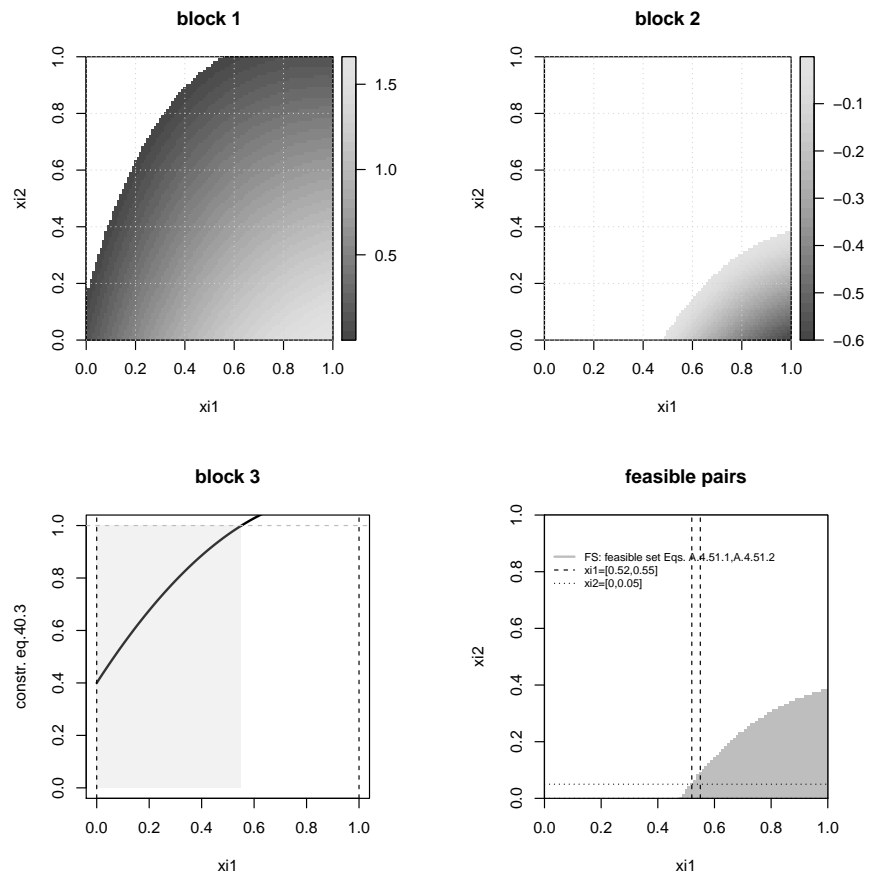 block 1
xi2
0.0 0.2 0.4 0.6 0.8 1.0
0.0 0.2 0.4 0.6 0.8 1.0
xi1
0.5 1.0 1.5
block 2
xi2
0.0 0.2 0.4 0.6 0.8 1.0
0.0 0.2 0.4 0.6 0.8 1.0
xi1
−0.1
−0.2
−0.3
−0.4
−0.5
−0.6
block 3
constr. eq.40.3
0.0 0.2 0.4 0.6 0.8 1.0
0.0 0.2 0.4 0.6 0.8 1.0
xi1
feasible pairs
xi2
0.0 0.2 0.4 0.6 0.8 1.0
FS: feasible set Eqs. A.4.51.1,A.4.51.2
xi1=[0.52,0.55]
xi2=[0,0.05]
0.0 0.2 0.4 0.6 0.8 1.0
xi1